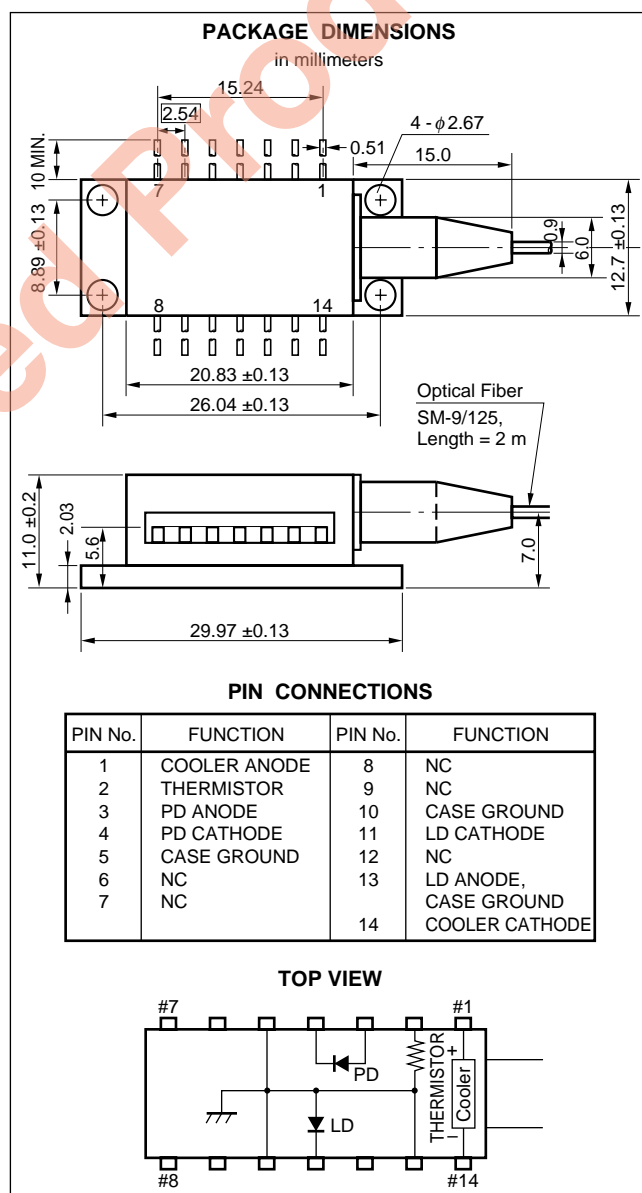 PACKAGE DIMENSIONS
in millimeters
15.24
2.54
4 - ϕ 2.67
0.51
15.0
10 MIN.
7
1
8.89 ±0.13
0.9
6.0
12.7 ±0.13
8
14
20.83 ±0.13
26.04 ±0.13
Optical Fiber
SM-9/125,
Length = 2 m
11.0 ±0.2
2.03
5.6
7.0
29.97 ±0.13
PIN CONNECTIONS
PIN No. FUNCTION PIN No. FUNCTION
1 COOLER ANODE 8 NC
2 THERMISTOR 9 NC
3 PD ANODE 10 CASE GROUND
4 PD CATHODE 11 LD CATHODE
5 CASE GROUND 12 NC
6 NC 13 LD ANODE,
7 NC CASE GROUND
14 COOLER CATHODE
TOP VIEW
#7
#1
PD
THERMISTOR
+
Cooler
−
LD
#8
#14
ed Prod